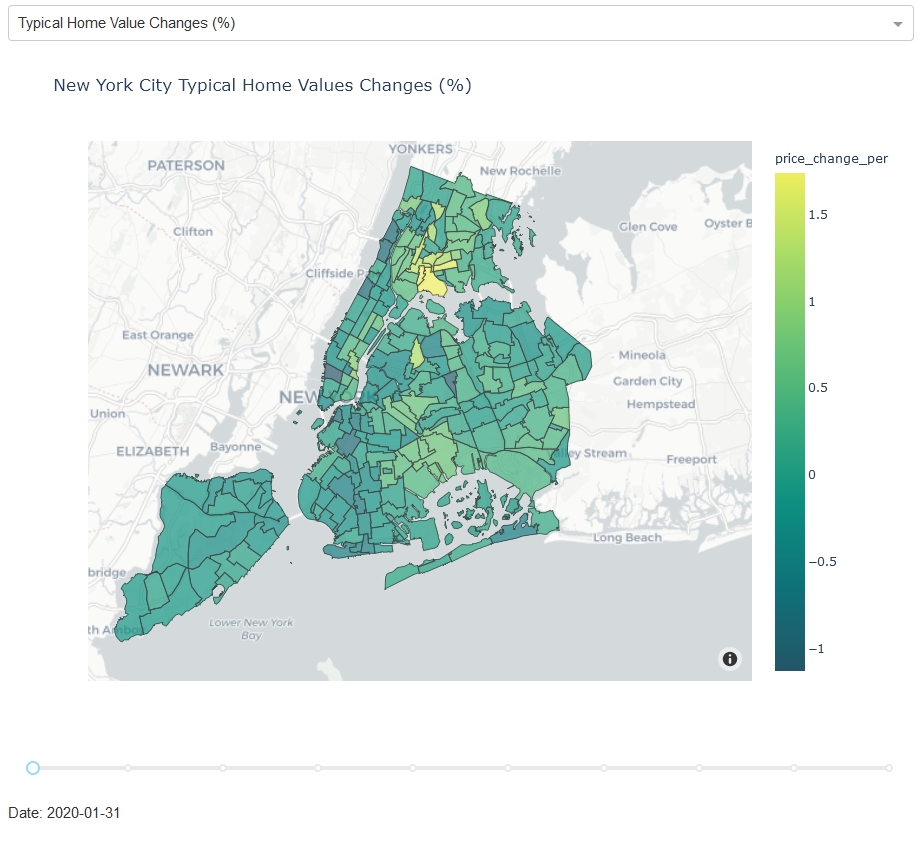 Typical Home Value Changes (%)
New York City Typical Home Values Changes (%)
YONKERS
PATERSON
New Rochelle
Glen Cove
Oyster B
Clifton
Cliffside P
East Orange
NEWARK
Mineola
Garden City
Hempstead
NEW
Union
ELIZABETH
Bayonne
lley Stream
Freeport
Long Beach
bridge
th Ambo
Lower New York
Bay
price_change_per
1.5
1
0.5
0
−0.5
−1
Date: 2020-01-31